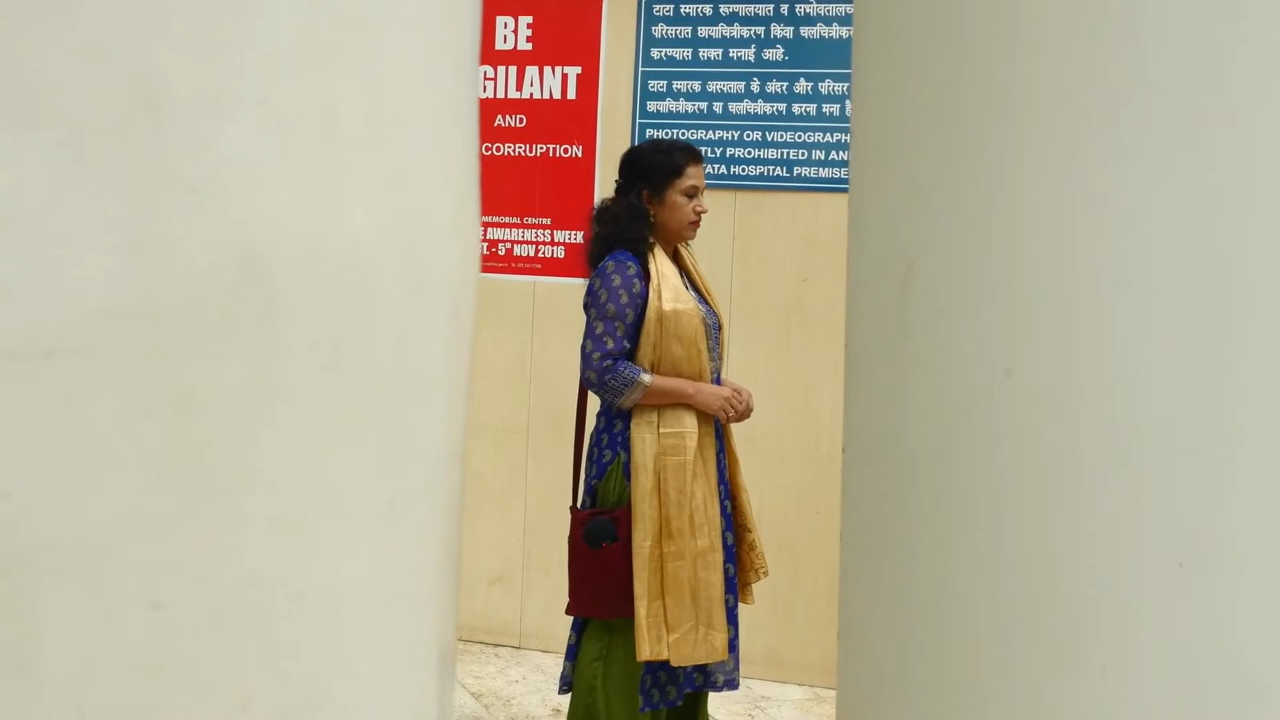 BE
GILANT
AND
CORRUPTION
MEMORIAL CENTRE
E AWARENESS WEEK
T. - 5th NOV 2016
टाटा स्मारक रूग्णालयात व सभोवतालच
परिसरात छायाचित्रीकरण किंवा चलचित्रीकर
करण्यास सक्त मनाई आहे.
टाटा स्मारक अस्पताल के अंदर और परिसर
छायाचित्रीकरण या चलचित्रीकरण करना मना है
PHOTOGRAPHY OR VIDEOGRAPH
TLY PROHIBITED IN AN
TATA HOSPITAL PREMISE